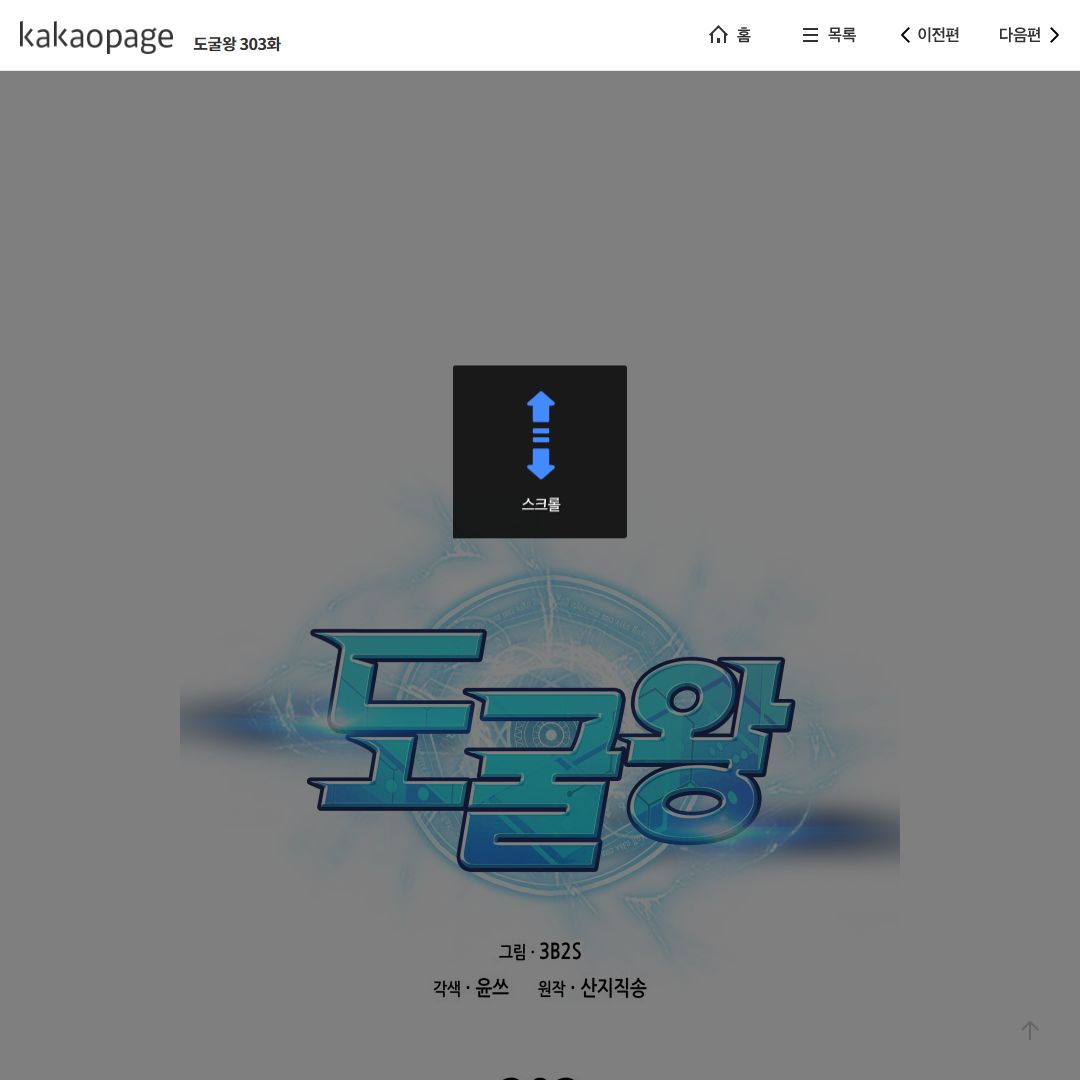 kakaopage 도굴왕 303화 홈 목록 이전편 다음편
스크롤
도굴왕
그림 · 3B2S
각색 · 윤쓰 원작 · 산지직송